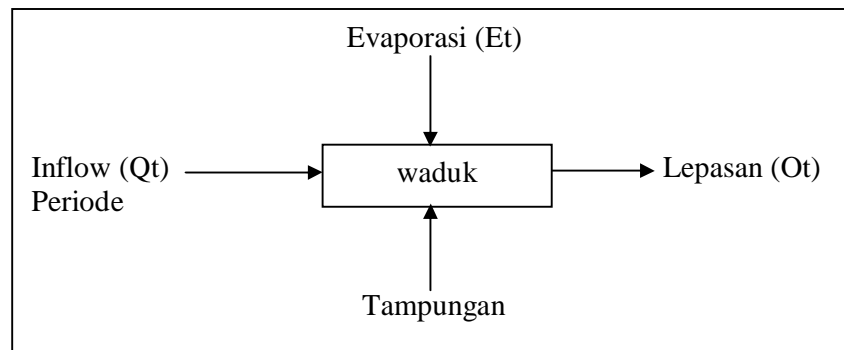 Evaporasi (Et)
Inflow (Qt)
Periode
waduk
Lepasan (Ot)
Tampungan